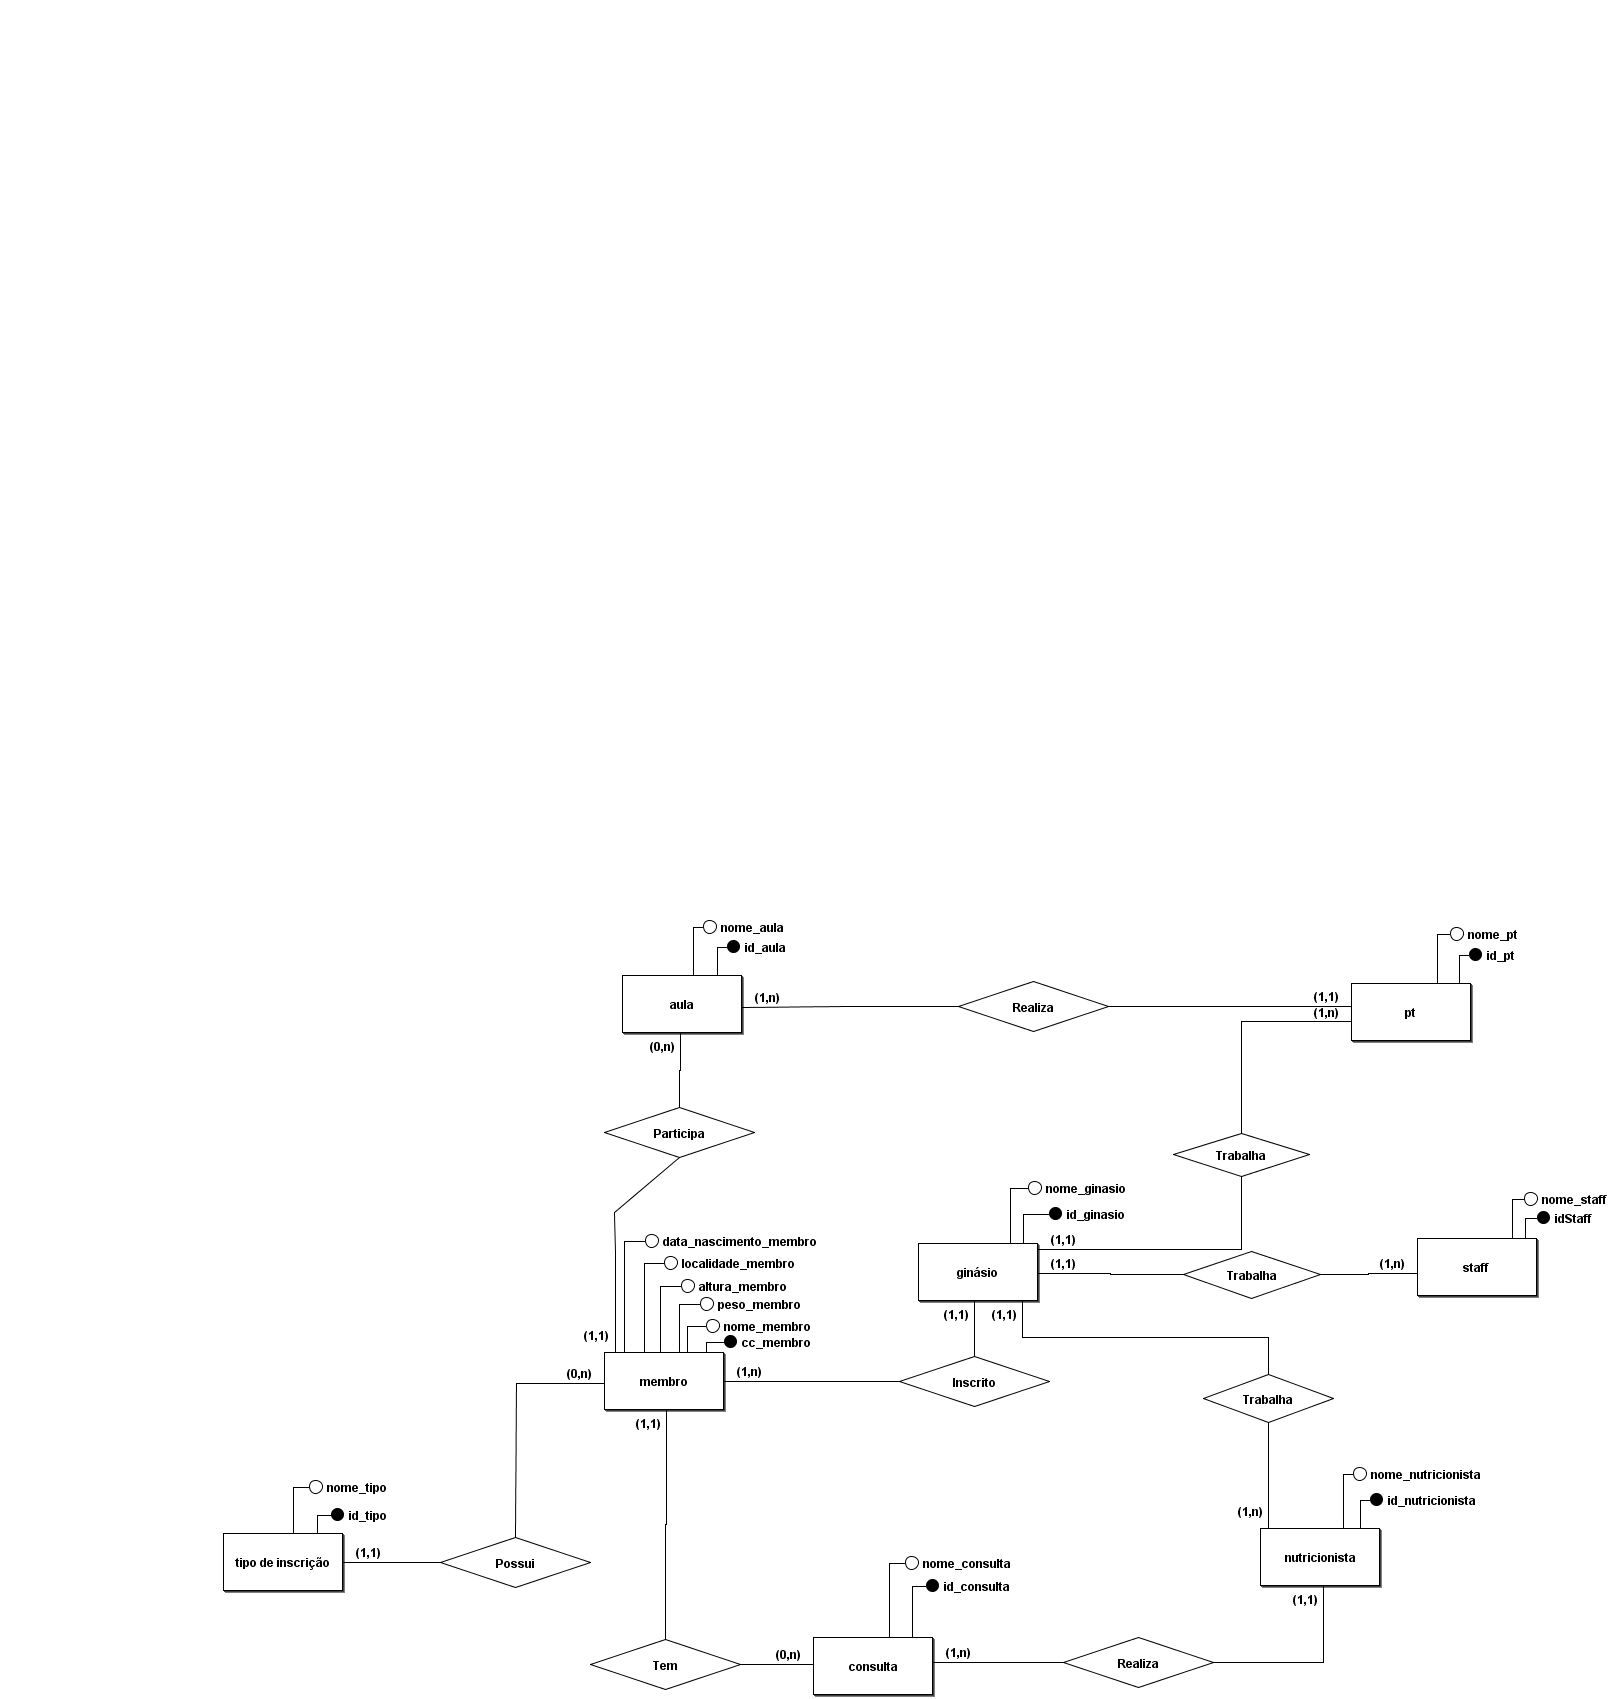 nome_aula
id_aula
aula
(1,n)
(0,n)
Realiza
nome_pt
id_pt
(1,1)
(1,n)
pt
Participa
Trabalha
nome_ginasio
id_ginasio
ginásio
(1,1)
(1,1)
(1,1)
(1,1)
Trabalha
(1,n)
nome_staff
idStaff
staff
data_nascimento_membro
localidade_membro
altura_membro
peso_membro
nome_membro
cc_membro
(1,1)
(0,n)
membro
(1,n)
(1,1)
Inscrito
Trabalha
(1,n)
nome_nutricionista
id_nutricionista
nutricionista
(1,1)
nome_tipo
id_tipo
tipo de inscrição
(1,1)
Possui
nome_consulta
id_consulta
Tem
(0,n)
consulta
(1,n)
Realiza